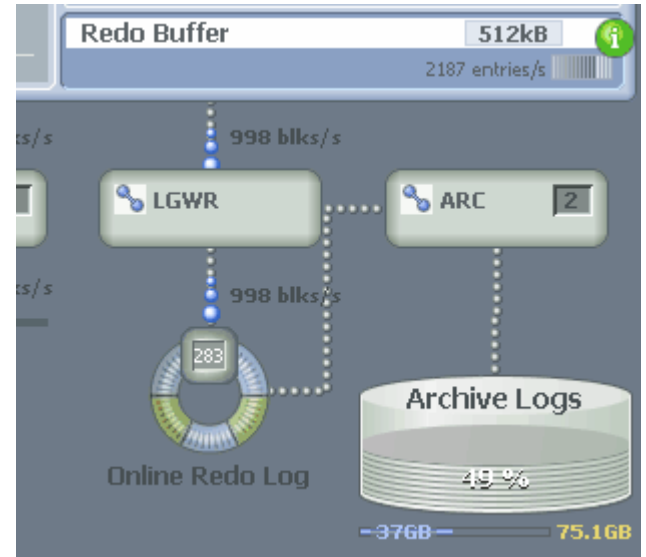 Redo Buffer 512kB
2187 entries/s
998 blks/s
LGWR
ARC 2
998 blks/s
283
Archive Logs
Online Redo Log
49 %
37GB 75.1GB